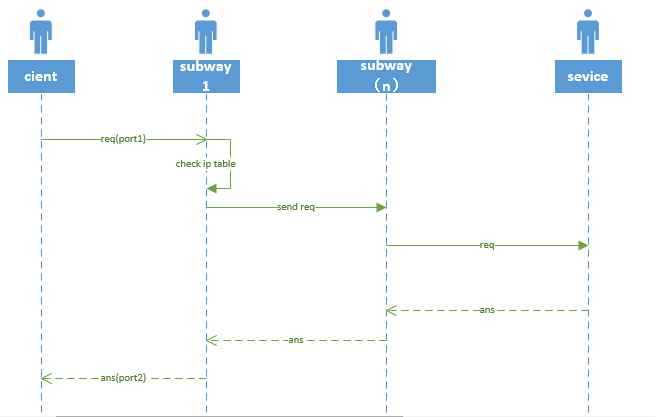 cient
subway
1
subway
（n）
sevice
req(port1)
check ip table
send req
req
ans
ans
ans(port2)